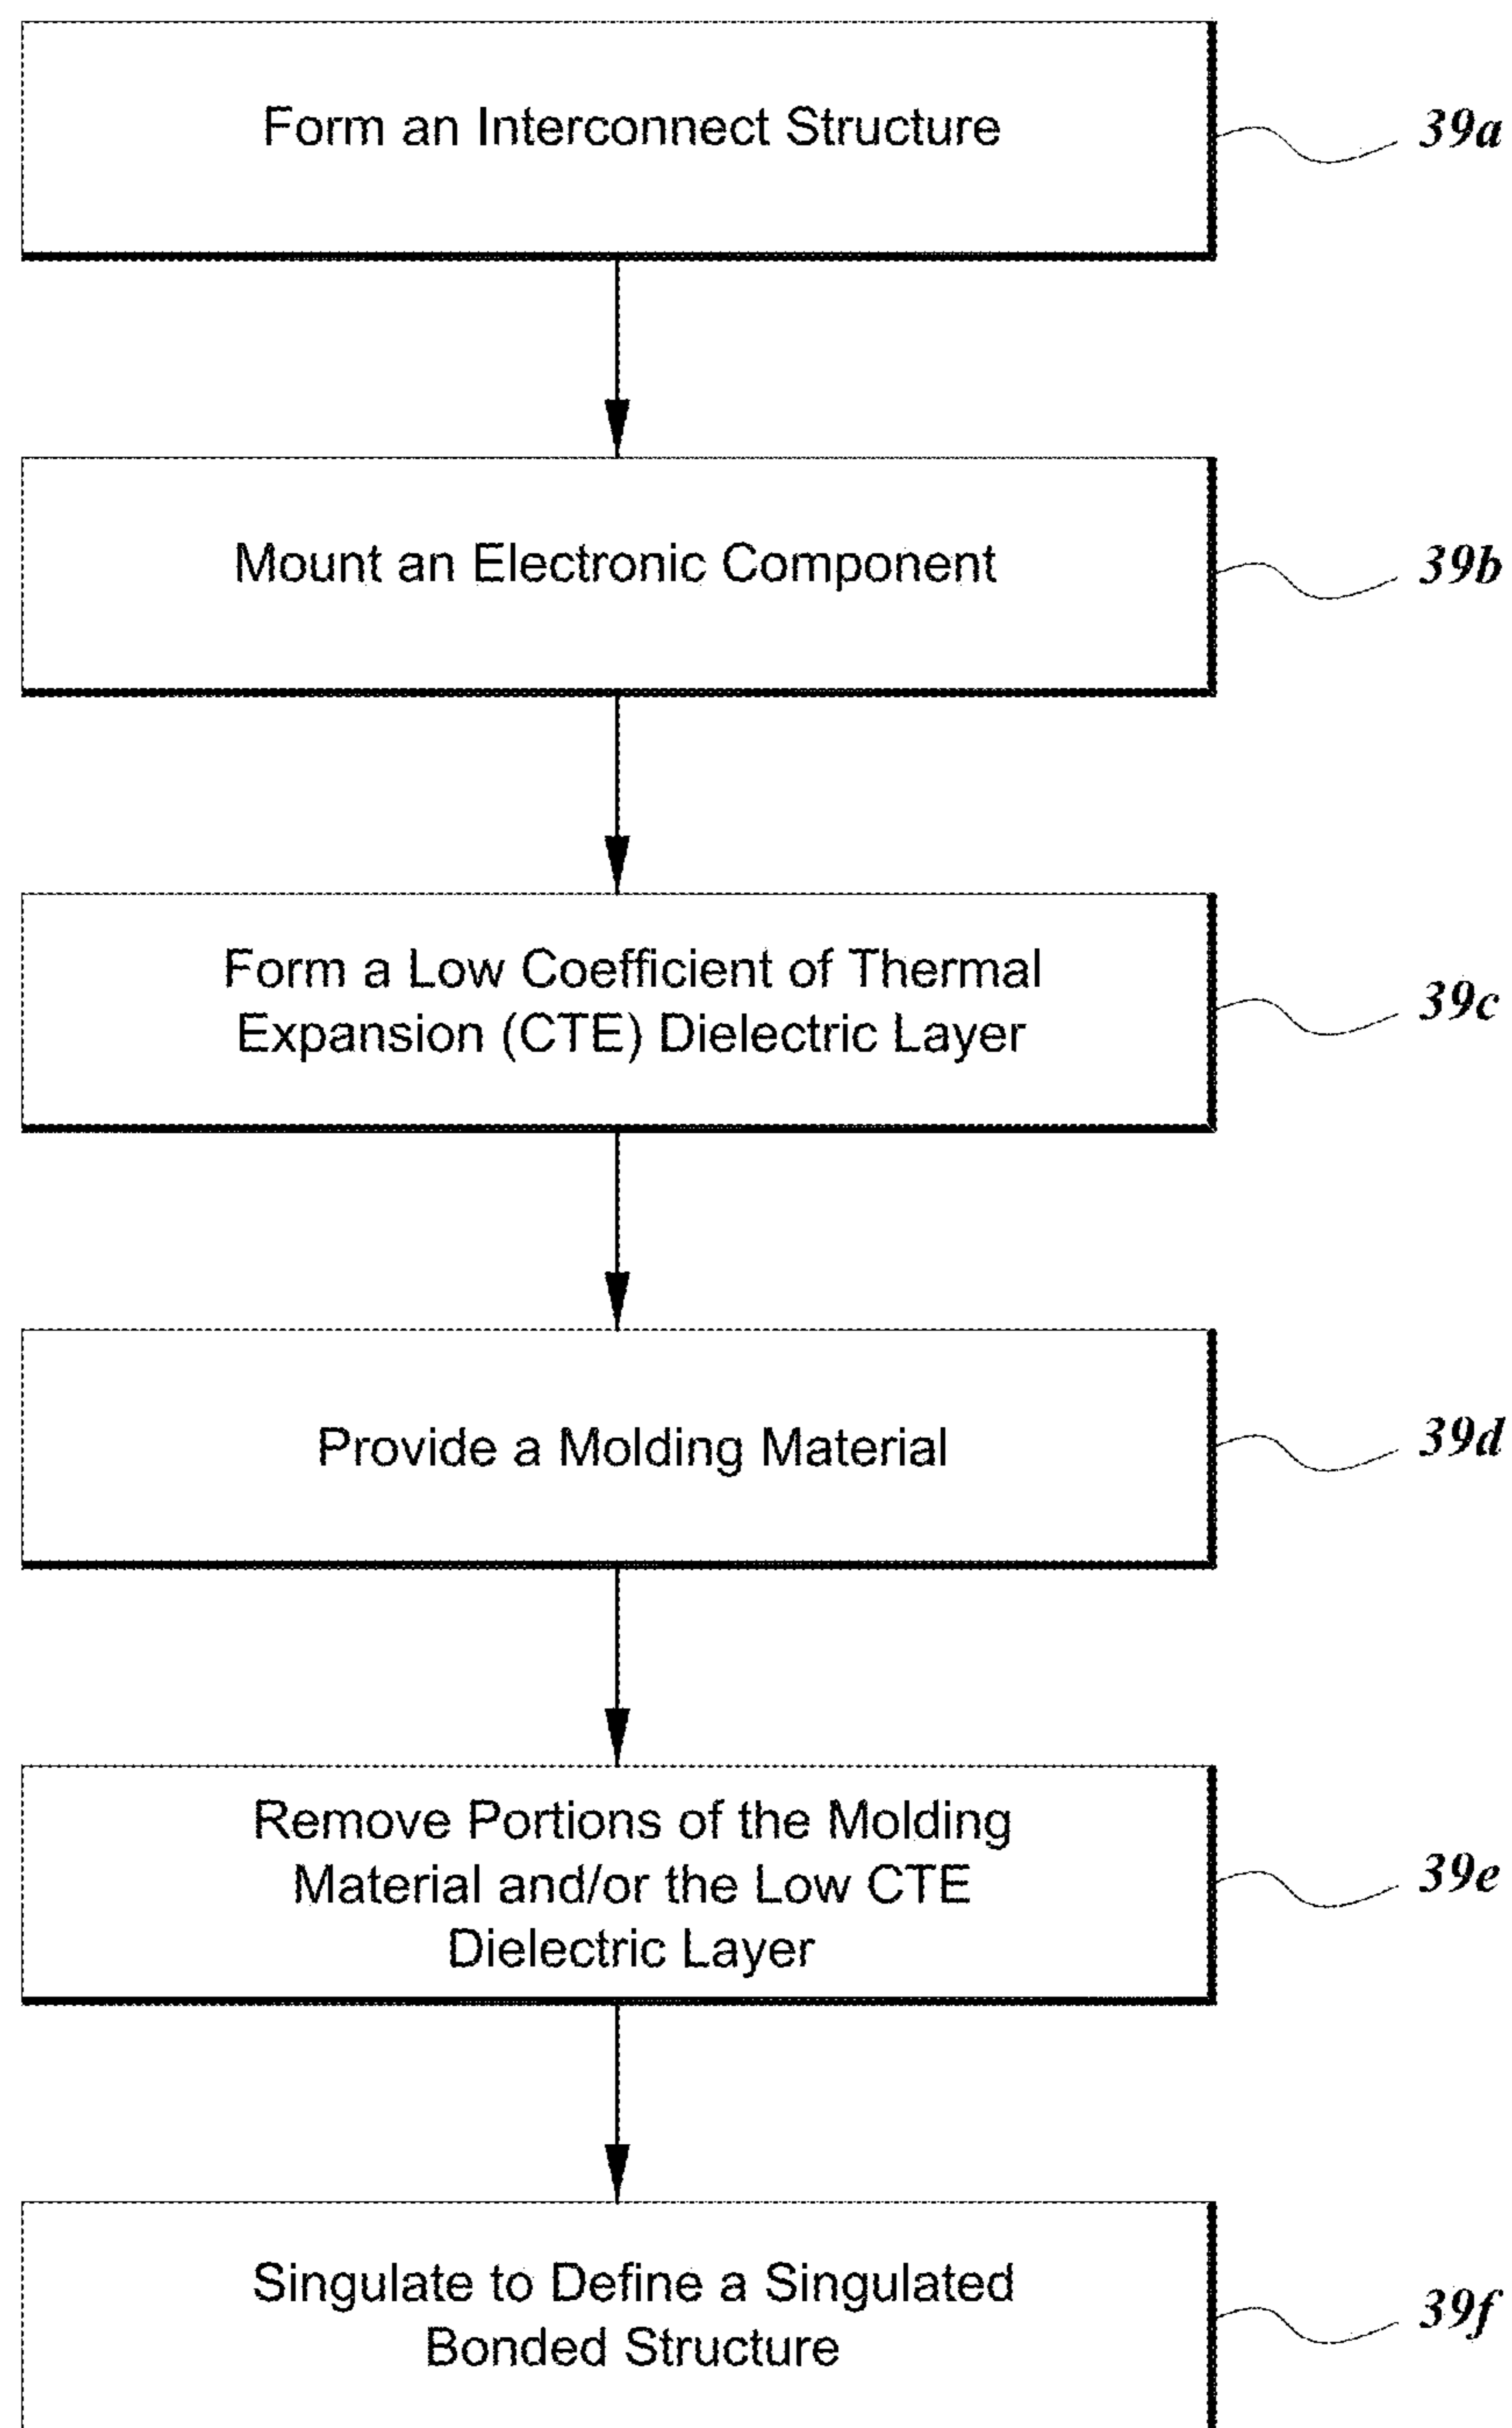 Form an Interconnect Structure
39a
Mount an Electronic Component
39b
Form a Low Coefficient of Thermal
Expansion (CTE) Dielectric Layer
39c
Provide a Molding Material
39d
Remove Portions of the Molding
Material and/or the Low CTE
Dielectric Layer
39e
Singulate to Define a Singulated
Bonded Structure
39f